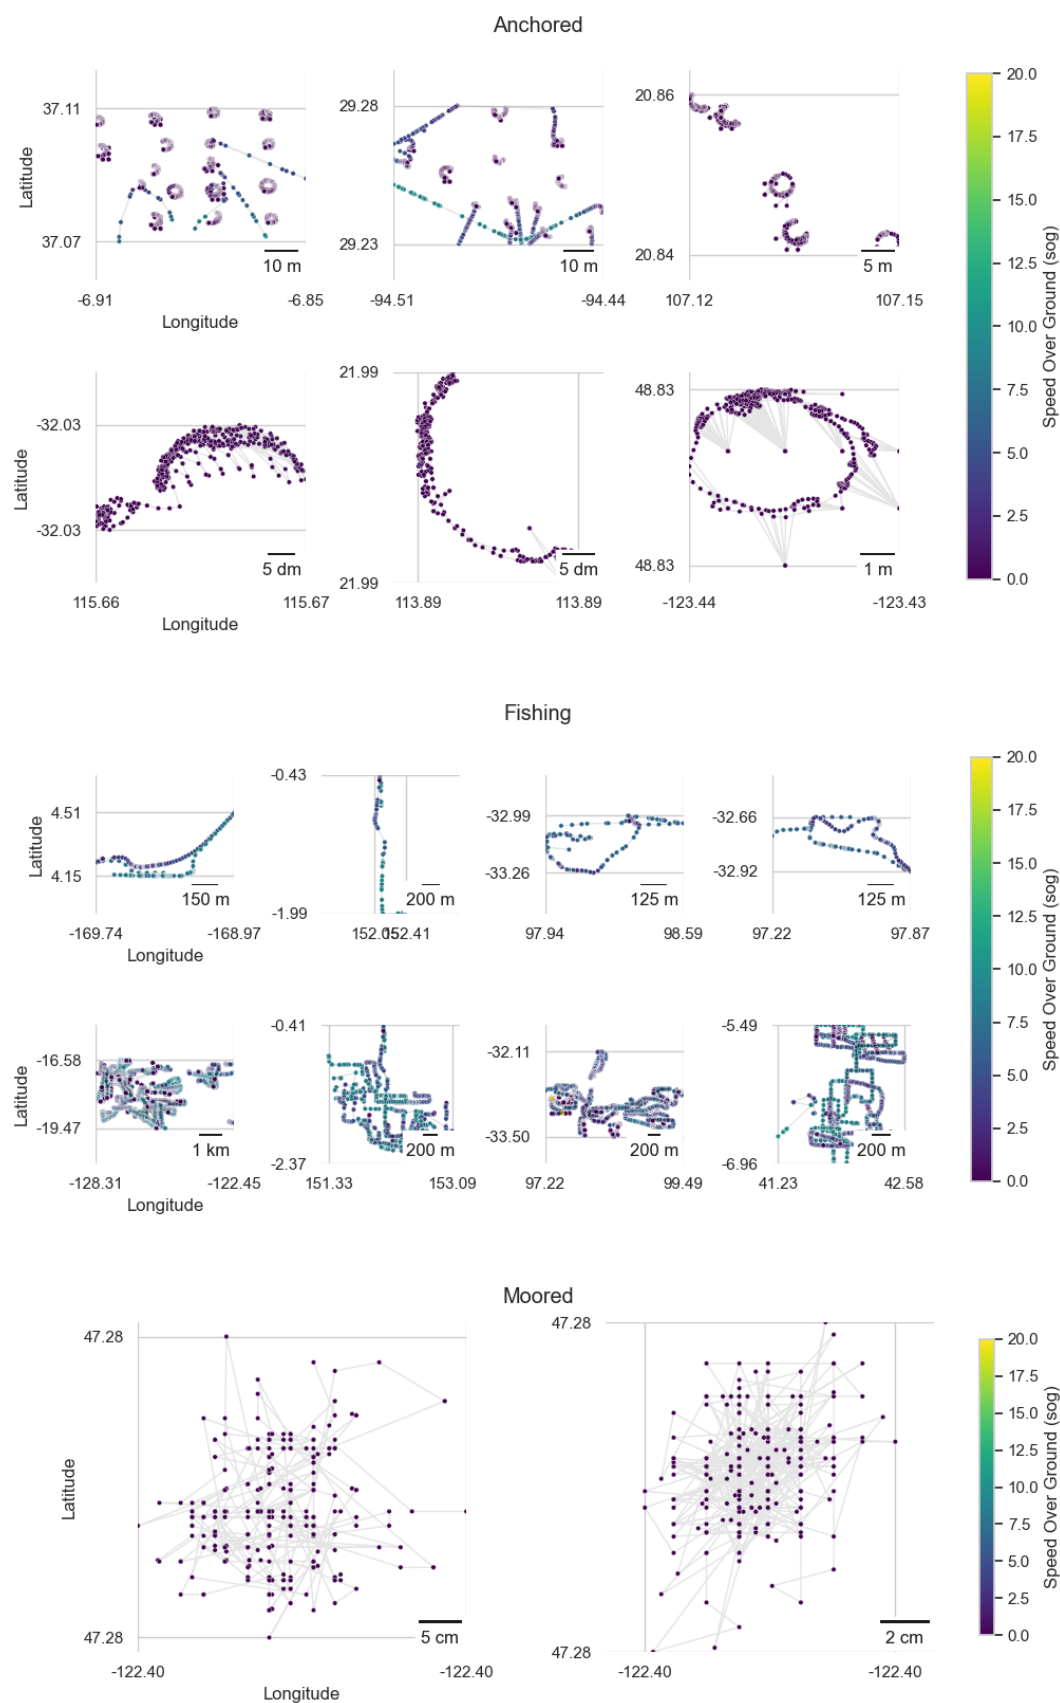 Anchored
37.11
37.07
Latitude
-6.91
-6.85
Longitude
10 m
29.28
29.23
-94.51
-94.44
10 m
20.86
20.84
107.12
107.15
5 m
-32.03
-32.03
Latitude
115.66
115.67
Longitude
5 dm
21.99
21.99
113.89
113.89
5 dm
48.83
48.83
-123.44
-123.43
1 m
20.0
17.5
15.0
12.5
10.0
7.5
5.0
2.5
0.0
Speed Over Ground (sog)
Fishing
4.51
4.15
Latitude
-169.74
-168.97
Longitude
150 m
-0.43
-1.99
152.41
200 m
-32.99
-33.26
97.94
98.59
125 m
-32.66
-32.92
97.22
97.87
125 m
-16.58
-19.47
Latitude
-128.31
-122.45
Longitude
1 km
-0.41
-2.37
151.33
153.09
200 m
-32.11
-33.50
97.22
99.49
200 m
-5.49
-6.96
41.23
42.58
200 m
20.0
17.5
15.0
12.5
10.0
7.5
5.0
2.5
0.0
Speed Over Ground (sog)
Moored
47.28
47.28
Latitude
-122.40
-122.40
Longitude
5 cm
47.28
47.28
-122.40
-122.40
2 cm
20.0
17.5
15.0
12.5
10.0
7.5
5.0
2.5
0.0
Speed Over Ground (sog)